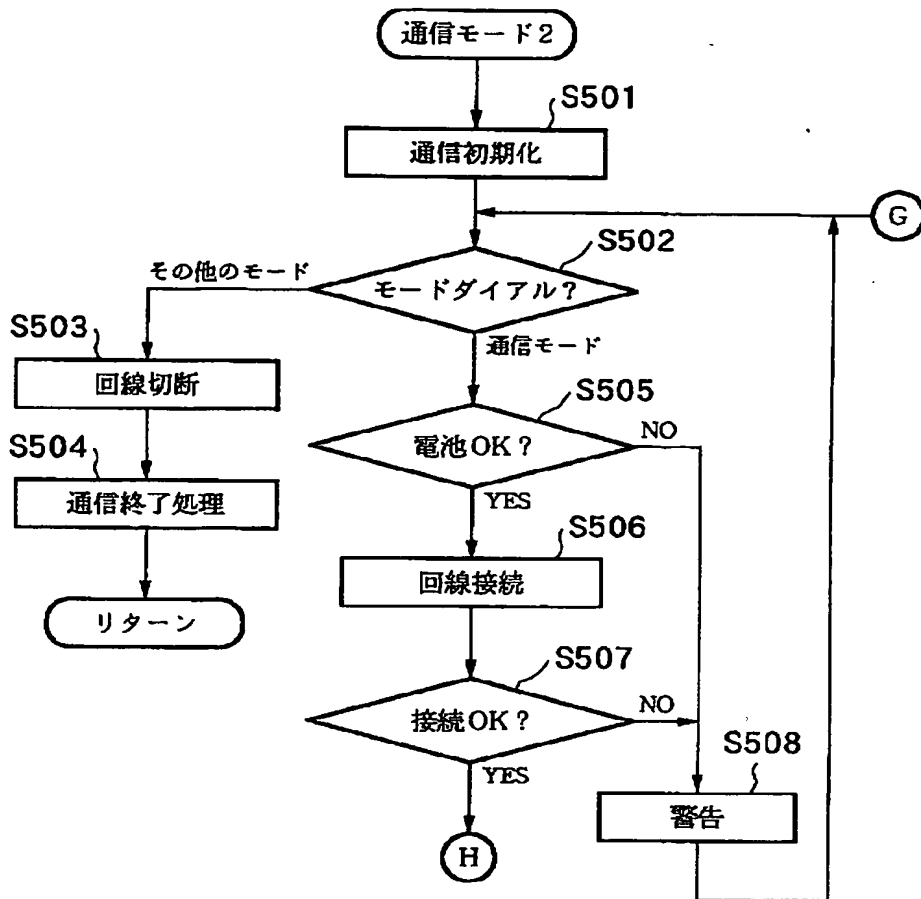 通信モード2
S501
通信初期化
G
S502
モードダイアル?
その他のモード
通信モード
S503
回線切断
S505
電池OK?
NO
YES
S504
通信終了処理
S506
回線接続
リターン
S507
接続OK?
NO
YES
S508
警告
H